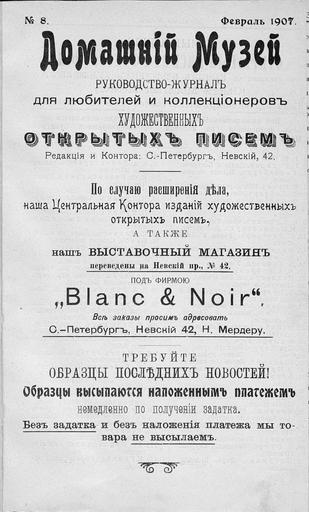 № 8. Февраль 1907.
Домашній Музей
РУКОВОДСТВО-ЖУРНАЛЪ
ДЛЯ ЛЮБИТЕЛЕЙ И КОЛЛЕКЦІОНЕРОВЪ
ХУДОЖЕСТВЕННЫХЪ
ОТКРЫТЫХЪ ПИСЕМЪ
Редакція и Контора: С.-Петербургъ, Невскій, 42.
По случаю расширенія дѣла,
наша Центральная Контора изданій художественныхъ
открытыхъ писемъ,
А ТАКЖЕ
нашъ ВЫСТАВОЧНЫЙ МАГАЗИНЪ
переведены на Невскій пр., № 42,
ПОДЪ ФИРМОЮ
„Blanc & Noir“.
Всѣ заказы просимъ адресовать
С.-Петербургъ, Невскій 42, Н. Мердеру.
ТРЕБУЙТЕ
ОБРАЗЦЫ ПОСЛѢДНИХЪ НОВОСТЕЙ!
Образцы высылаются наложеннымъ платежемъ
немедленно по полученіи задатка.
Безъ задатка и безъ наложенія платежа мы то-
вара не высылаемъ.